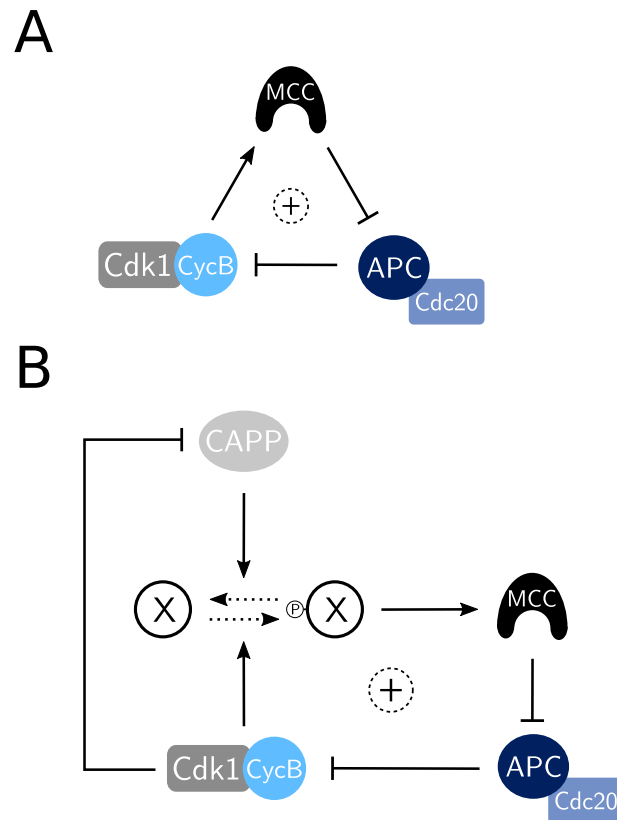 A
MCC
+
Cdk1 CycB
APC
Cdc20
B
CAPP
X
P
X
MCC
+
Cdk1 CycB
APC
Cdc20